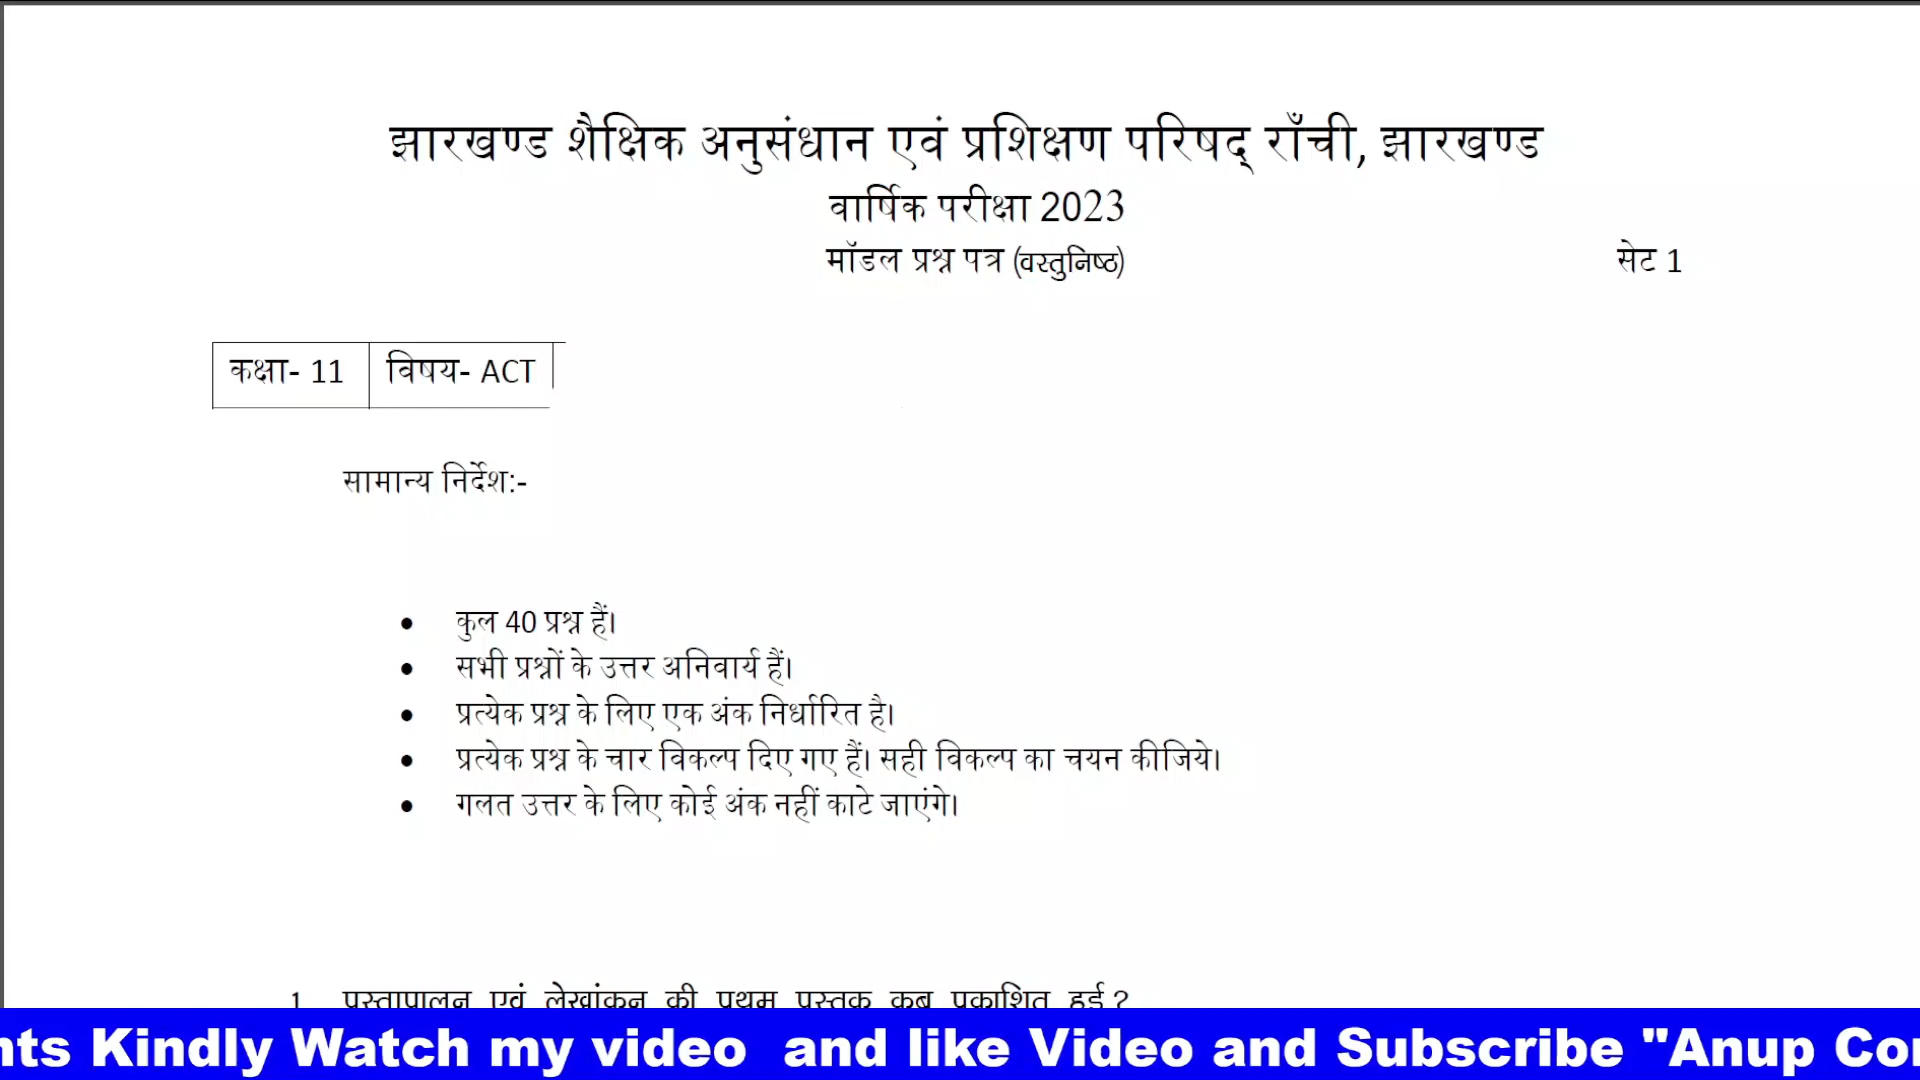 झारखण्ड शैक्षिक अनुसंधान एवं प्रशिक्षण परिषद् राँची, झारखण्ड
वार्षिक परीक्षा 2023
मॉडल प्रश्न पत्र (वस्तुनिष्ठ) सेट 1
कक्षा- 11 विषय- ACT
सामान्य निर्देश:-
• कुल 40 प्रश्न हैं।
• सभी प्रश्नों के उत्तर अनिवार्य हैं।
• प्रत्येक प्रश्न के लिए एक अंक निर्धारित है।
• प्रत्येक प्रश्न के चार विकल्प दिए गए हैं। सही विकल्प का चयन कीजिये।
• गलत उत्तर के लिए कोई अंक नहीं काटे जाएंगे।
1 पुस्तापालन एवं लेखांकन की प्रथम पुस्तक कब प्रकाशित हुई ?
nts Kindly Watch my video and like Video and Subscribe "Anup Co